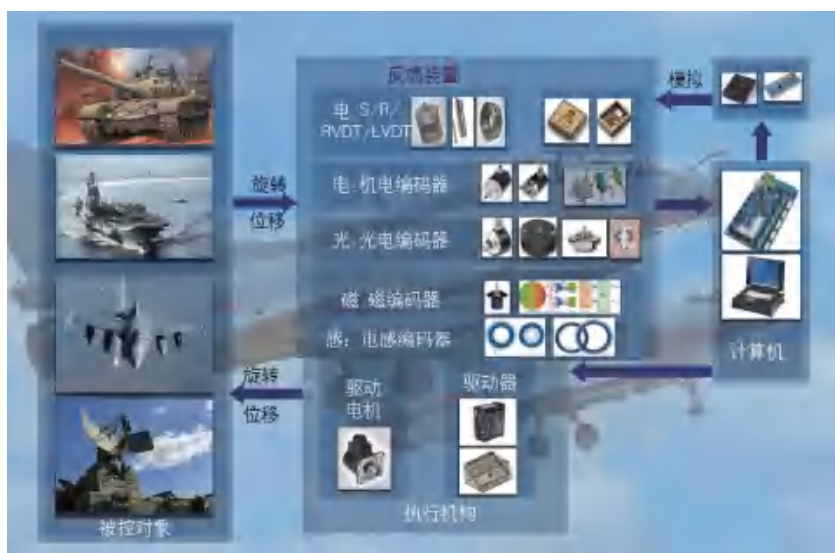 反馈装置
电 S/R/
RVDT/LVDT
模拟
旋转
位移
电:机电编码器
光:光电编码器
磁:磁编码器
感:电感编码器
计算机
旋转
位移
驱动
电机
驱动器
执行机构
被控对象